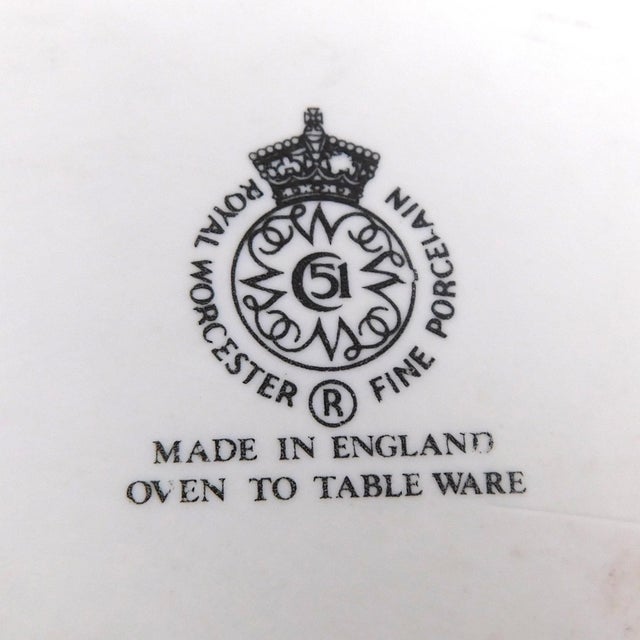 ROYAL WORCESTER ® FINE PORCELAIN
C51
MADE IN ENGLAND
OVEN TO TABLE WARE